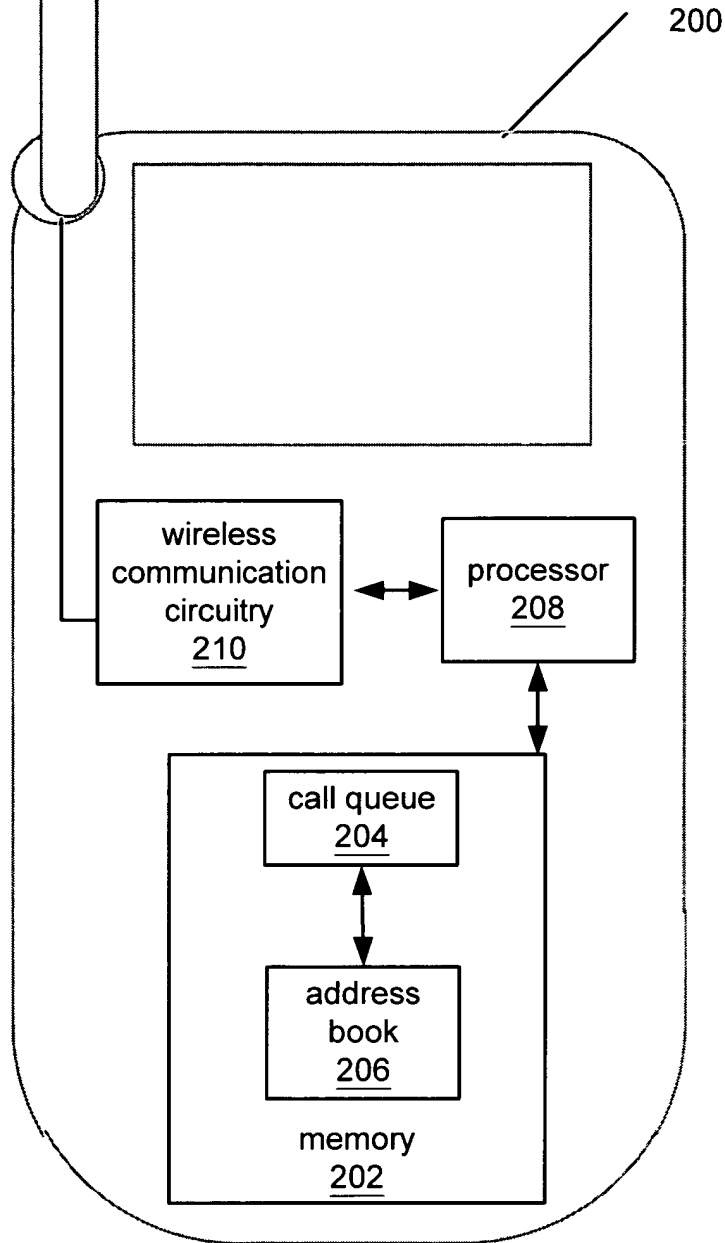 200
wireless
communication
circuitry
210
processor
208
call queue
204
address
book
206
memory
202